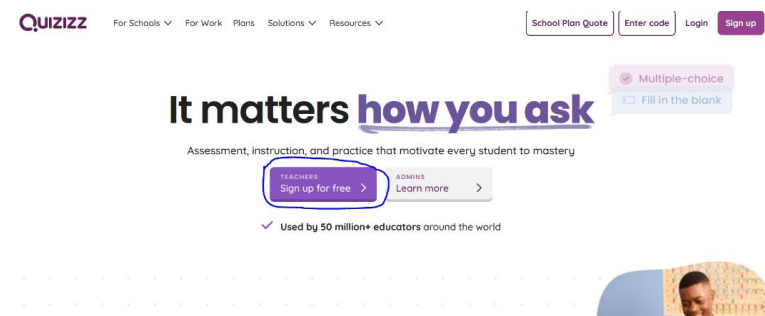 QUIZIZZ
For Schools
For Work
Plans
Solutions
Resources
School Plan Quote
Enter code
Login
Sign up
Multiple-choice
Fill in the blank
It matters how you ask
Assessment, instruction, and practice that motivate every student to mastery
TEACHERS
Sign up for free
ADMINS
Learn more
Used by 50 million+ educators around the world